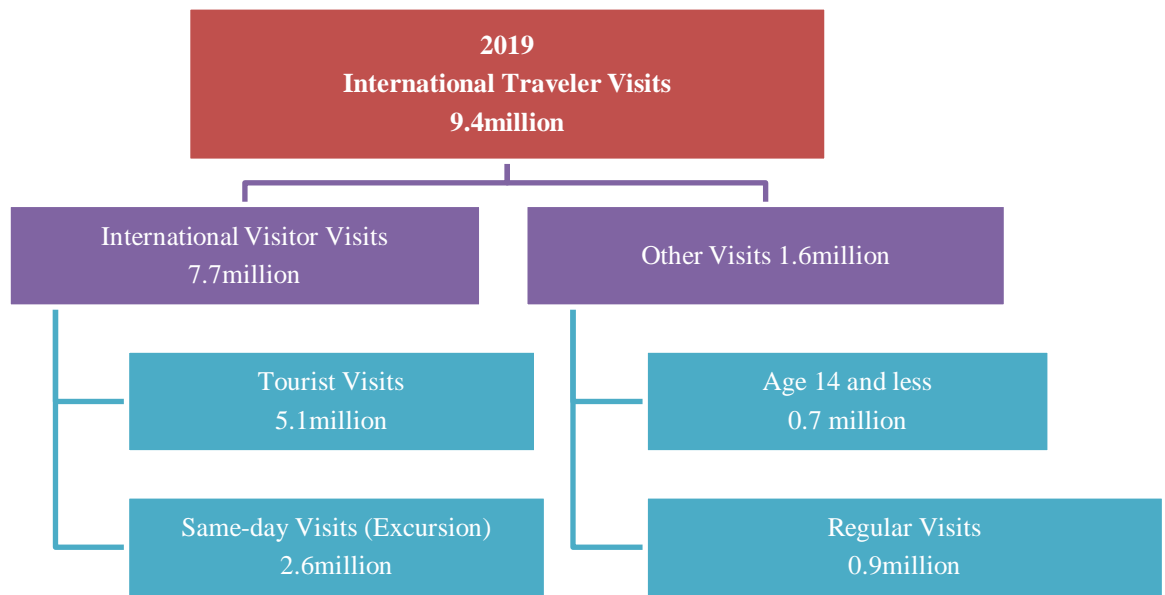 2019
International Traveler Visits
9.4million
International Visitor Visits
7.7million
Other Visits 1.6million
Tourist Visits
5.1million
Age 14 and less
0.7 million
Same-day Visits (Excursion)
2.6million
Regular Visits
0.9million